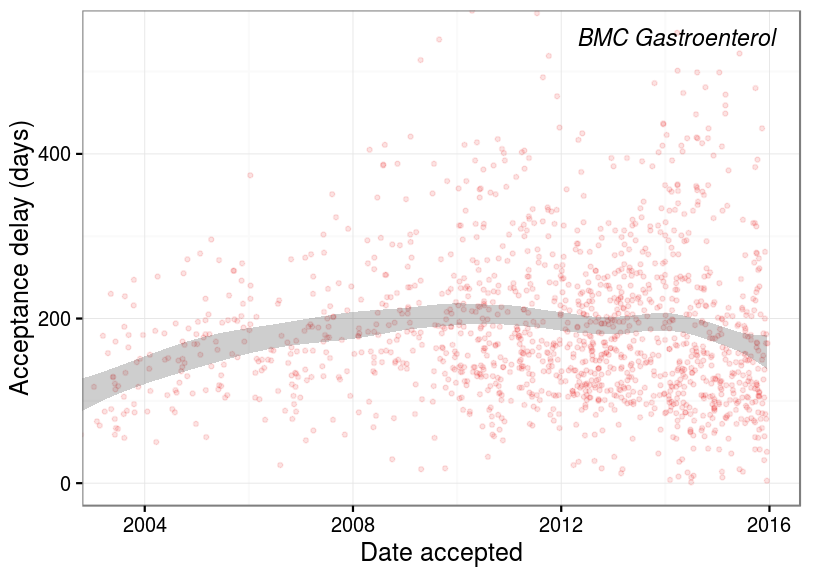 BMC Gastroenterol
Acceptance delay (days)
400
200
0
2004 2008 2012 2016
Date accepted